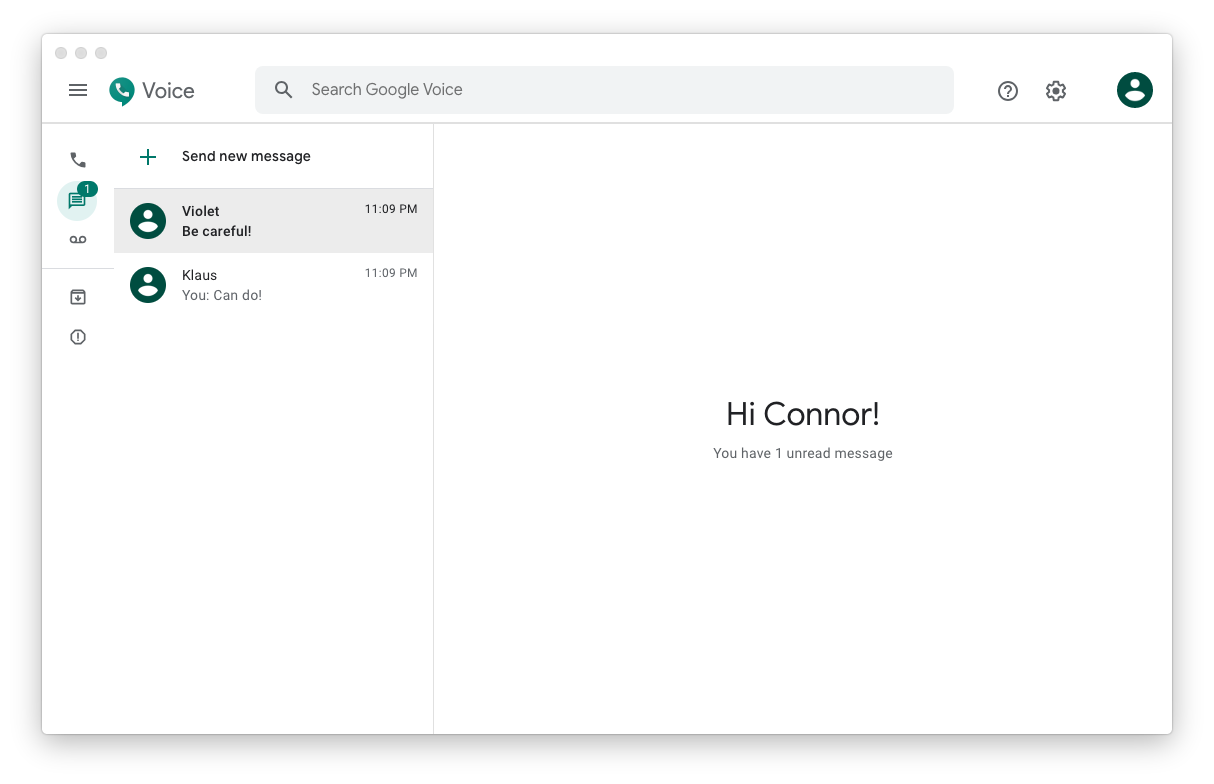 Voice
Search Google Voice
1
Send new message
Violet
11:09 PM
Be careful!
Klaus
11:09 PM
You: Can do!
Hi Connor!
You have 1 unread message